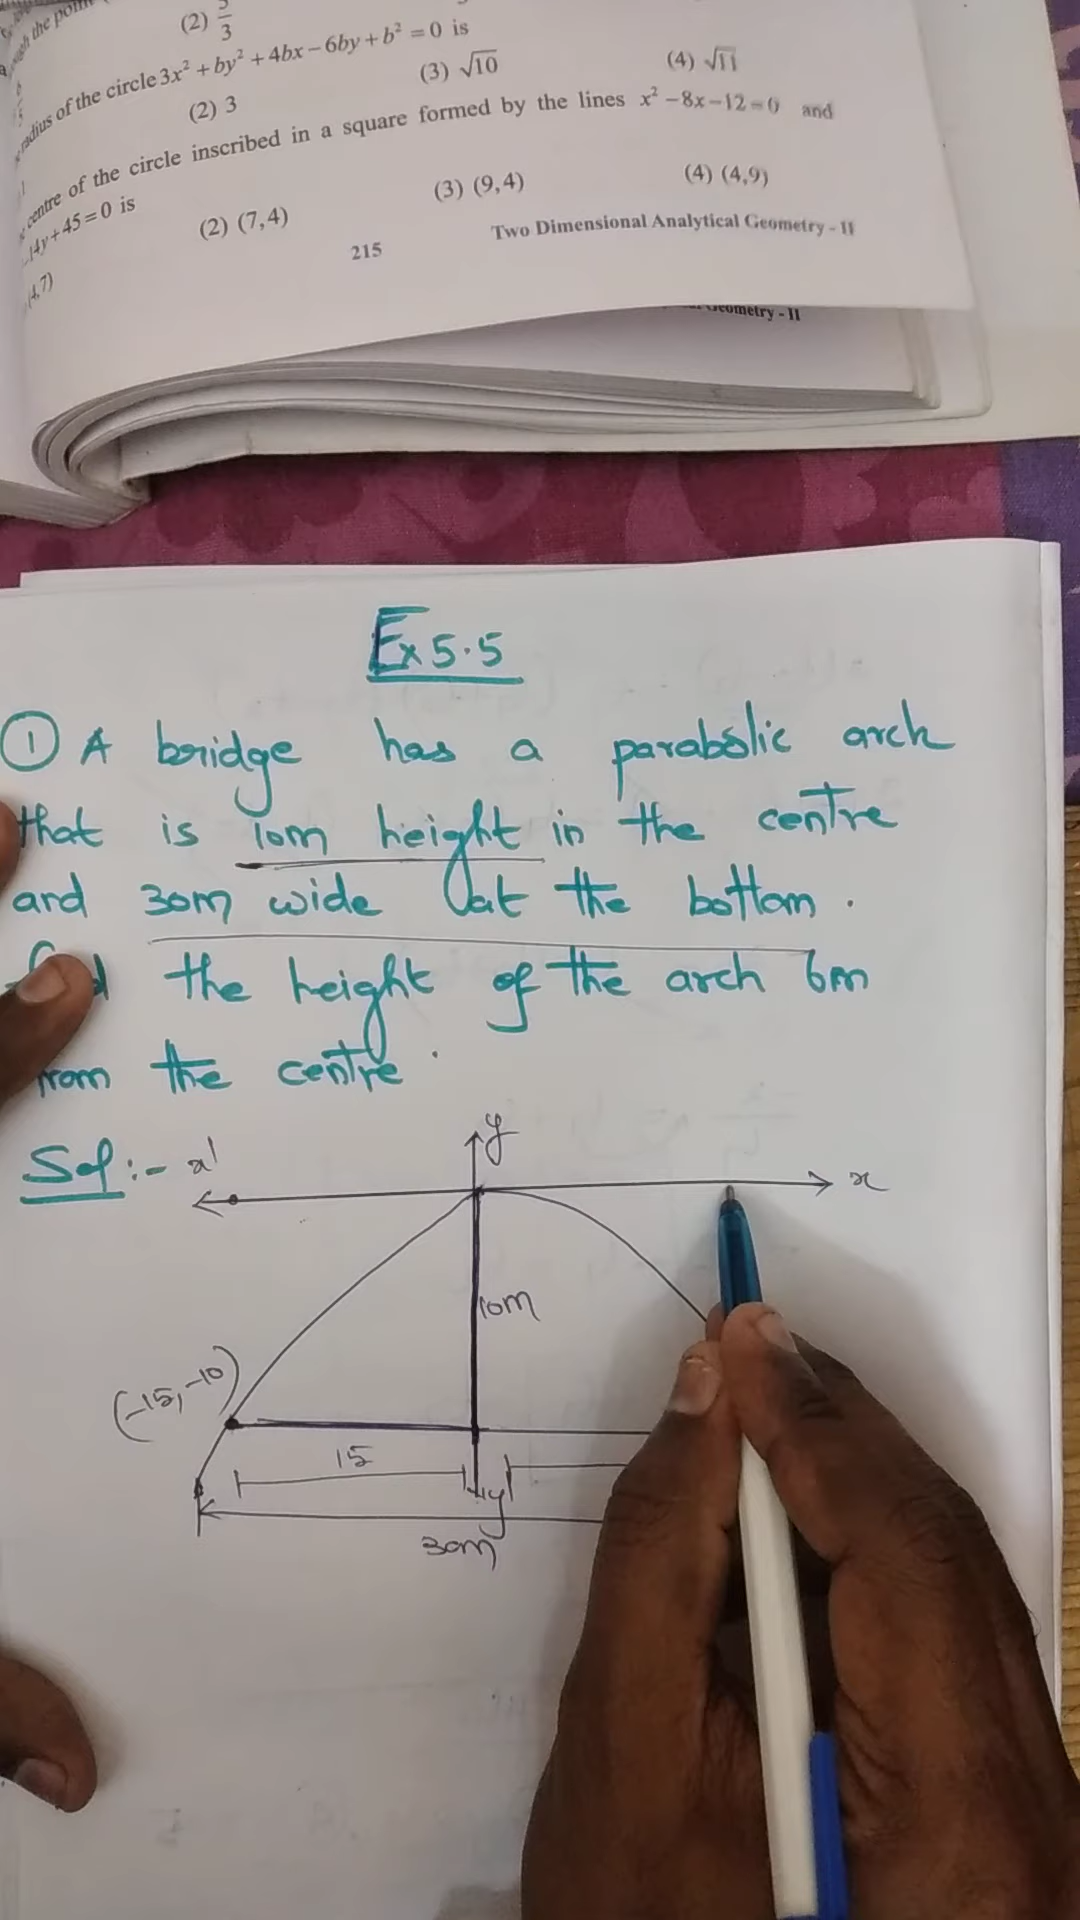 (2) 5/3
radius of the circle 3x² + by² + 4bx − 6by + b² = 0 is
(2) 3
(3) √10
(4) √11
centre of the circle inscribed in a square formed by the lines x² − 8x − 12 = 0 and
14y + 45 = 0 is
(4,7)
(2) (7,4)
(3) (9,4)
(4) (4,9)
215
Two Dimensional Analytical Geometry - II
Geometry - II
Ex 5.5
① A bridge has a parabolic arch
that is 10m height in the centre
and 30m wide at the bottom.
the height of the arch 6m
from the centre.
Sol :-
x'
y
x
10m
(-15, -10)
15
-y
30m